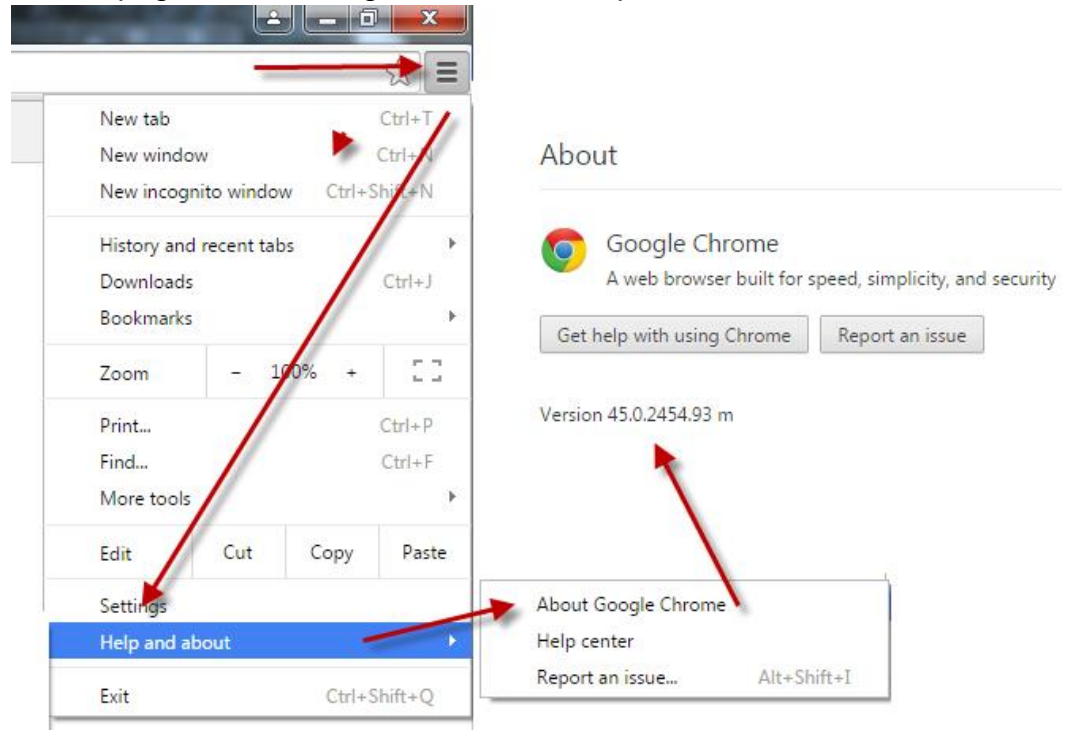 New tab Ctrl+T
New window Ctrl+N
New incognito window Ctrl+Shift+N
History and recent tabs
Downloads Ctrl+J
Bookmarks
Zoom - 100% +
Print... Ctrl+P
Find... Ctrl+F
More tools
Edit Cut Copy Paste
Settings
Help and about
Exit Ctrl+Shift+Q
About Google Chrome
Help center
Report an issue... Alt+Shift+I
About
Google Chrome
A web browser built for speed, simplicity, and security
Get help with using Chrome Report an issue
Version 45.0.2454.93 m